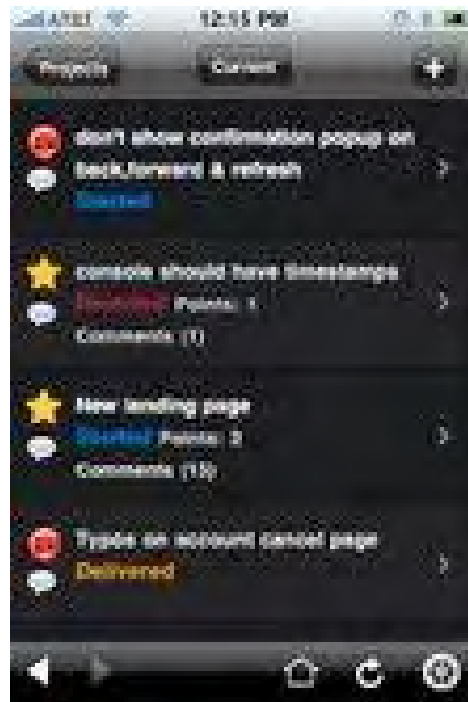 AT&T 12:15 PM
Projects Current +
don't show confirmation popup on
back,forward & refresh
Started
console should have timestamps
Points: 1
Comments (1)
New landing page
Started Points: 2
Comments (13)
Typos on account cancel page
Delivered